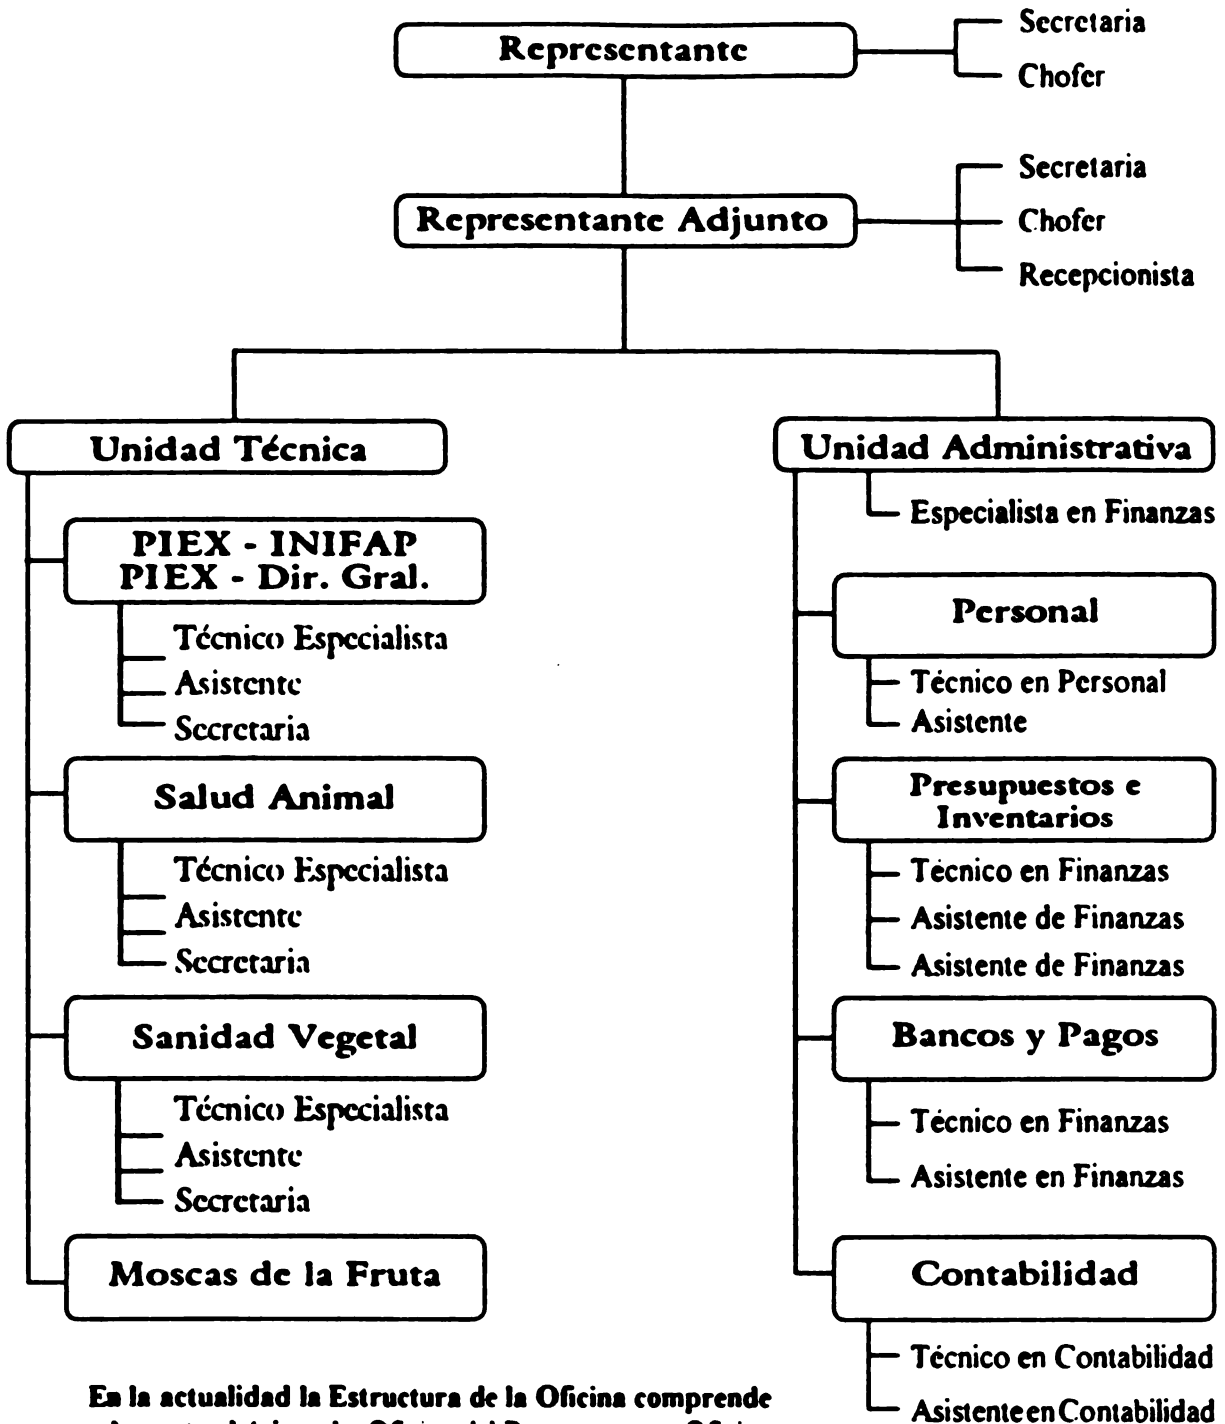 Representante
Secretaria
Chofer
Representante Adjunto
Secretaria
Chofer
Recepcionista
Unidad Técnica
PIEX - INIFAP
PIEX - Dir. Gral.
Técnico Especialista
Asistente
Secretaria
Salud Animal
Técnico Especialista
Asistente
Secretaria
Sanidad Vegetal
Técnico Especialista
Asistente
Secretaria
Moscas de la Fruta
Unidad Administrativa
Especialista en Finanzas
Personal
Técnico en Personal
Asistente
Presupuestos e
Inventarios
Técnico en Finanzas
Asistente de Finanzas
Asistente de Finanzas
Bancos y Pagos
Técnico en Finanzas
Asistente en Finanzas
Contabilidad
Técnico en Contabilidad
Asistente en Contabilidad
En la actualidad la Estructura de la Oficina comprende